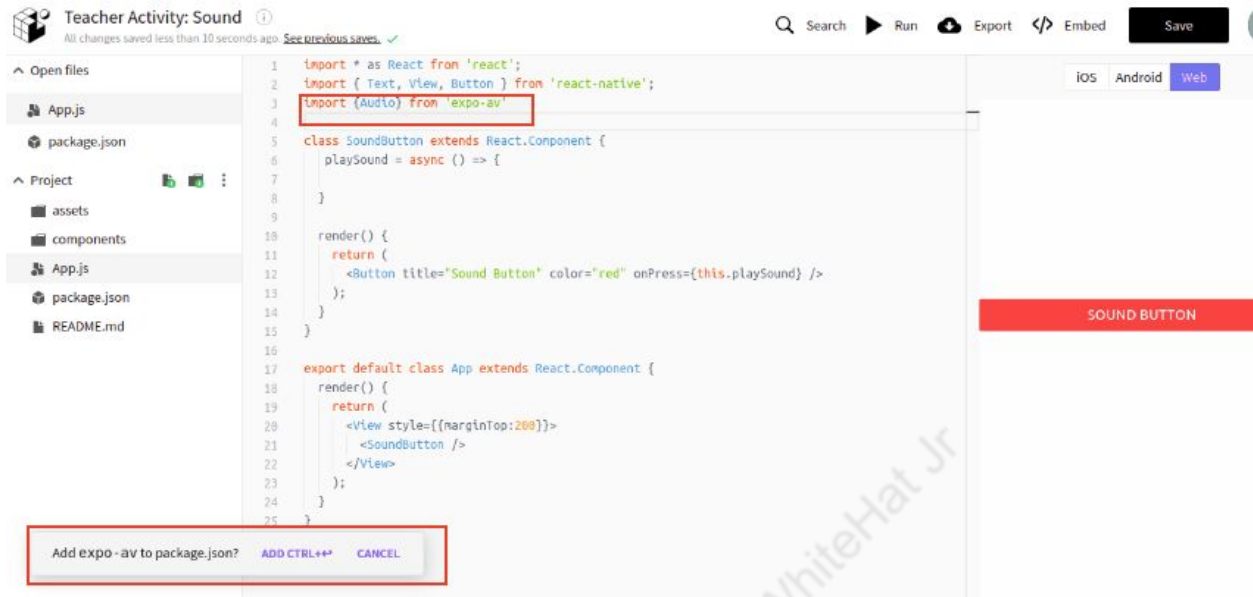 Teacher Activity: Sound
All changes saved less than 10 seconds ago. See previous saves.
Search Run Export Embed Save
Open files
App.js
package.json
Project
assets
components
App.js
package.json
README.md
1 import * as React from 'react';
2 import { Text, View, Button } from 'react-native';
3 import {Audio} from 'expo-av'
4
5 class SoundButton extends React.Component {
6 playSound = async () => {
7
8 }
9
10 render() {
11 return (
12 <Button title="Sound Button" color="red" onPress={this.playSound} />
13 );
14 }
15 }
16
17 export default class App extends React.Component {
18 render() {
19 return (
20 <View style={{marginTop:200}}>
21 <SoundButton />
22 </View>
23 );
24 }
25 }
iOS Android Web
SOUND BUTTON
Add expo-av to package.json? ADD CTRL+↩ CANCEL
WhiteHat Jr